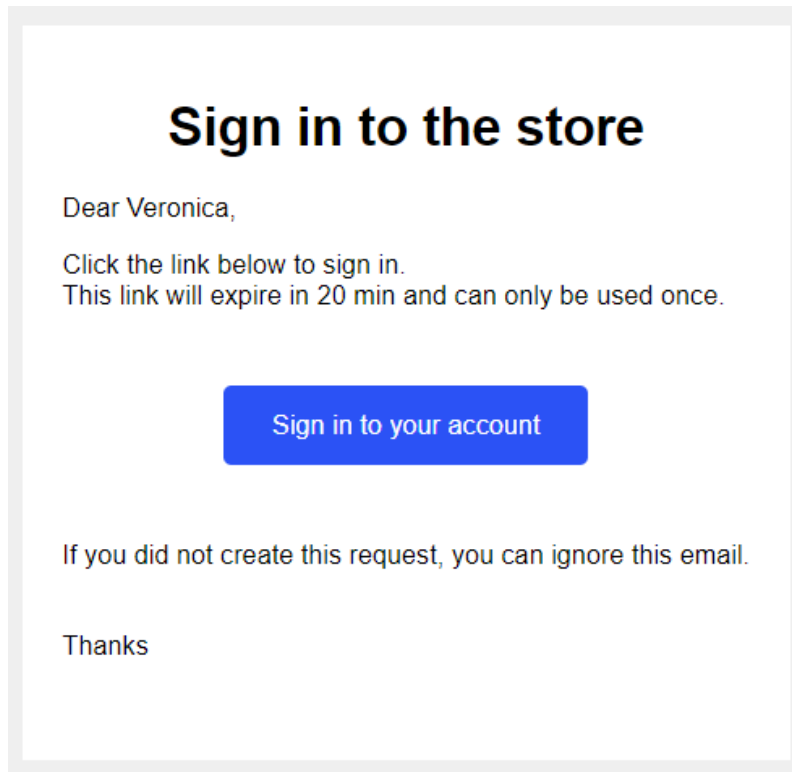 Sign in to the store
Dear Veronica,
Click the link below to sign in.
This link will expire in 20 min and can only be used once.
Sign in to your account
If you did not create this request, you can ignore this email.
Thanks